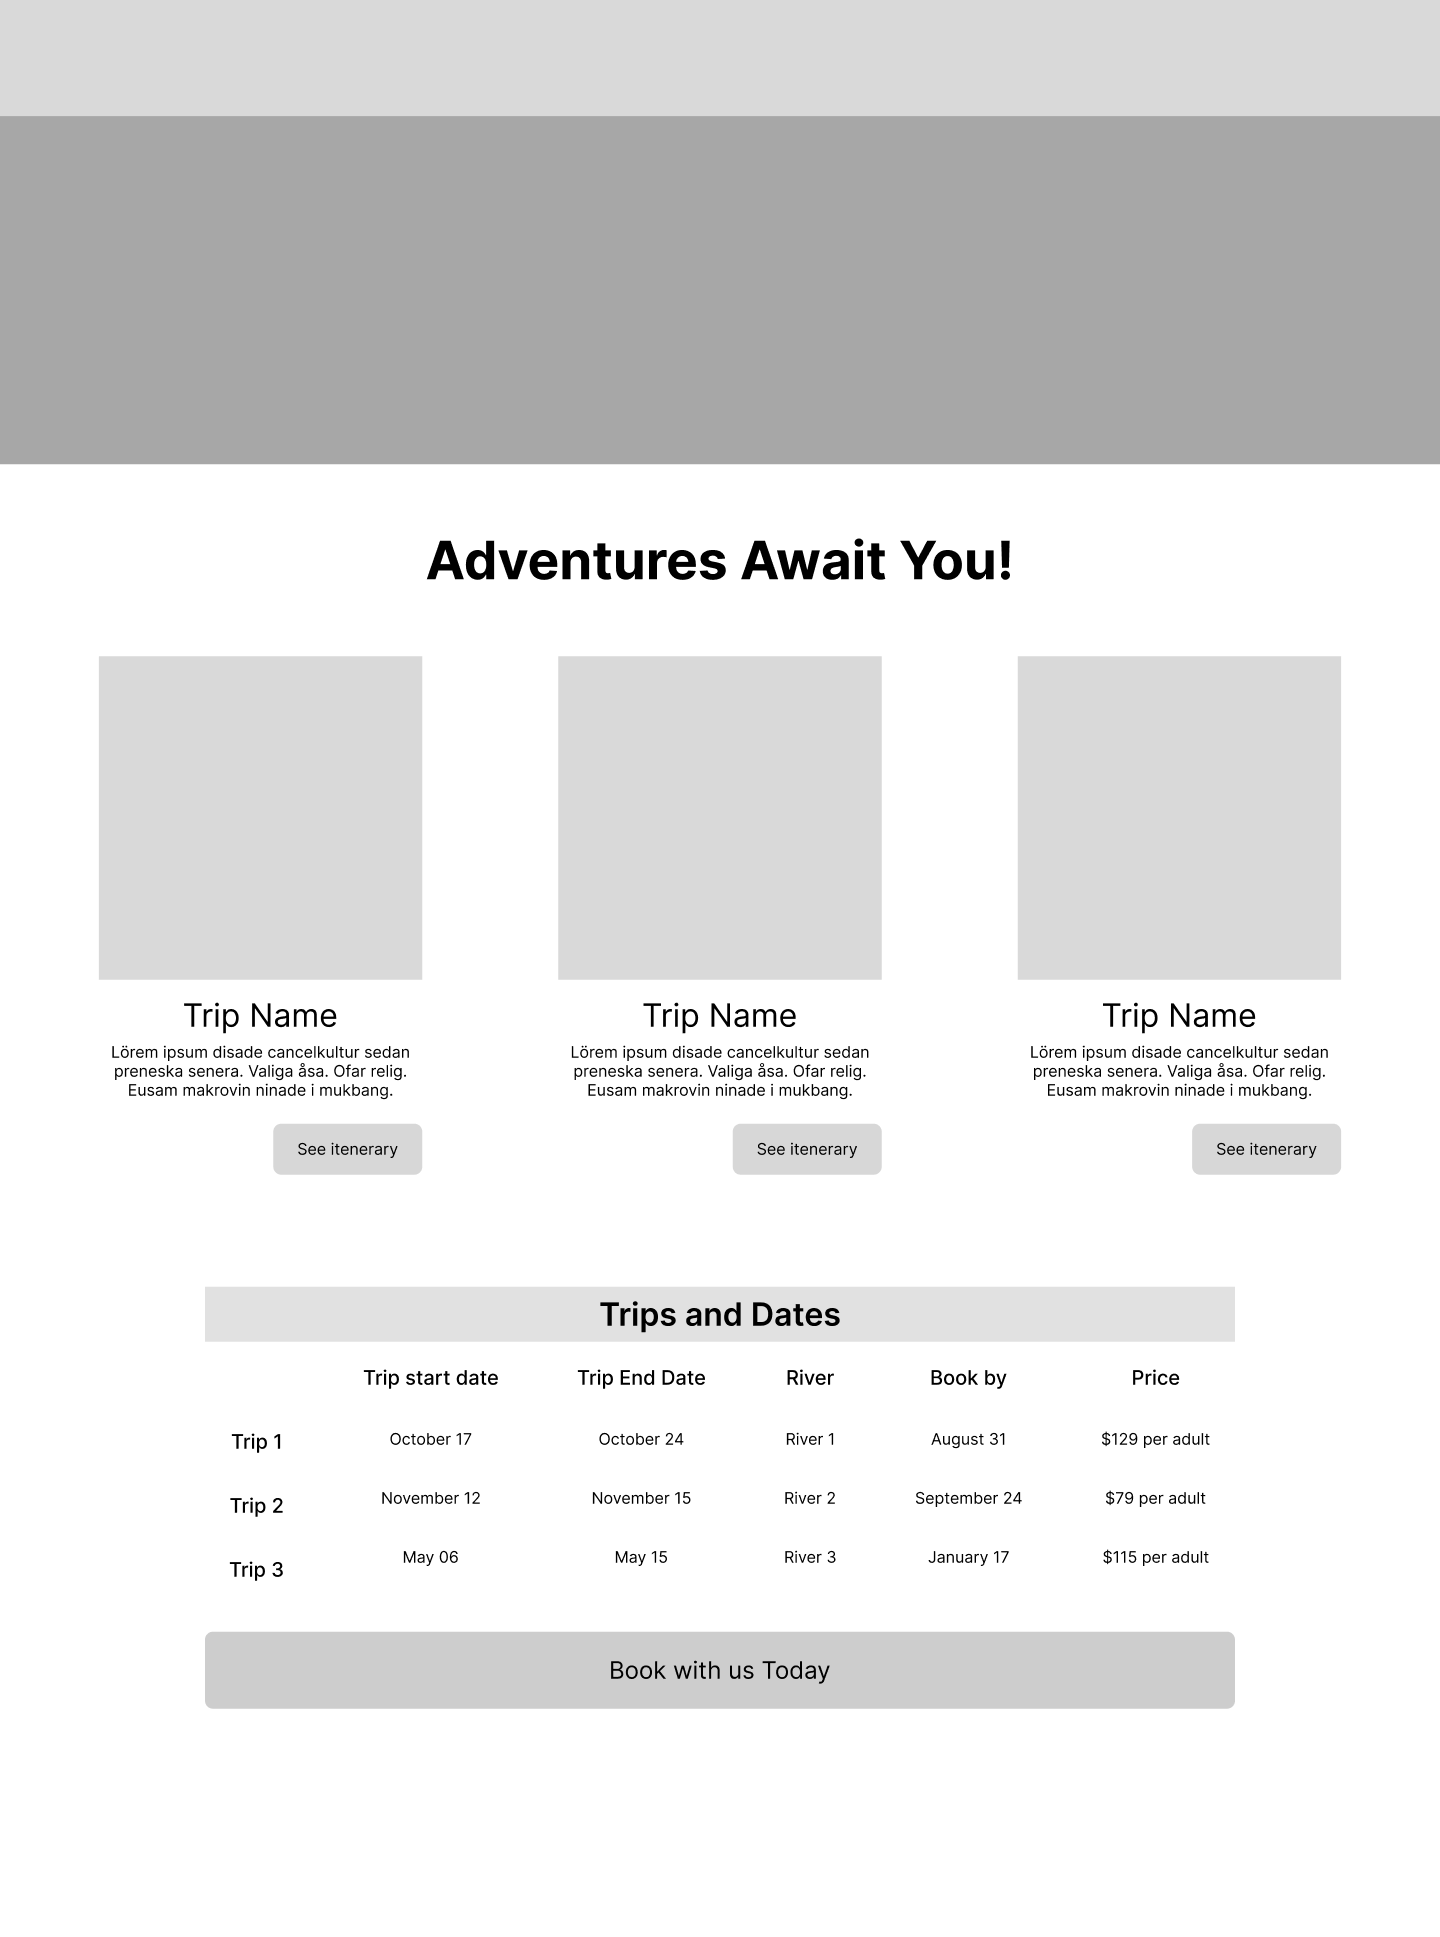 Adventures Await You!
Trip Name
Lörem ipsum disade cancelkultur sedan
preneska senera. Valiga åsa. Ofar relig.
Eusam makrovin ninade i mukbang.
See itenerary
Trip Name
Lörem ipsum disade cancelkultur sedan
preneska senera. Valiga åsa. Ofar relig.
Eusam makrovin ninade i mukbang.
See itenerary
Trip Name
Lörem ipsum disade cancelkultur sedan
preneska senera. Valiga åsa. Ofar relig.
Eusam makrovin ninade i mukbang.
See itenerary
Trips and Dates
Trip start date Trip End Date River Book by Price
Trip 1 October 17 October 24 River 1 August 31 $129 per adult
Trip 2 November 12 November 15 River 2 September 24 $79 per adult
Trip 3 May 06 May 15 River 3 January 17 $115 per adult
Book with us Today